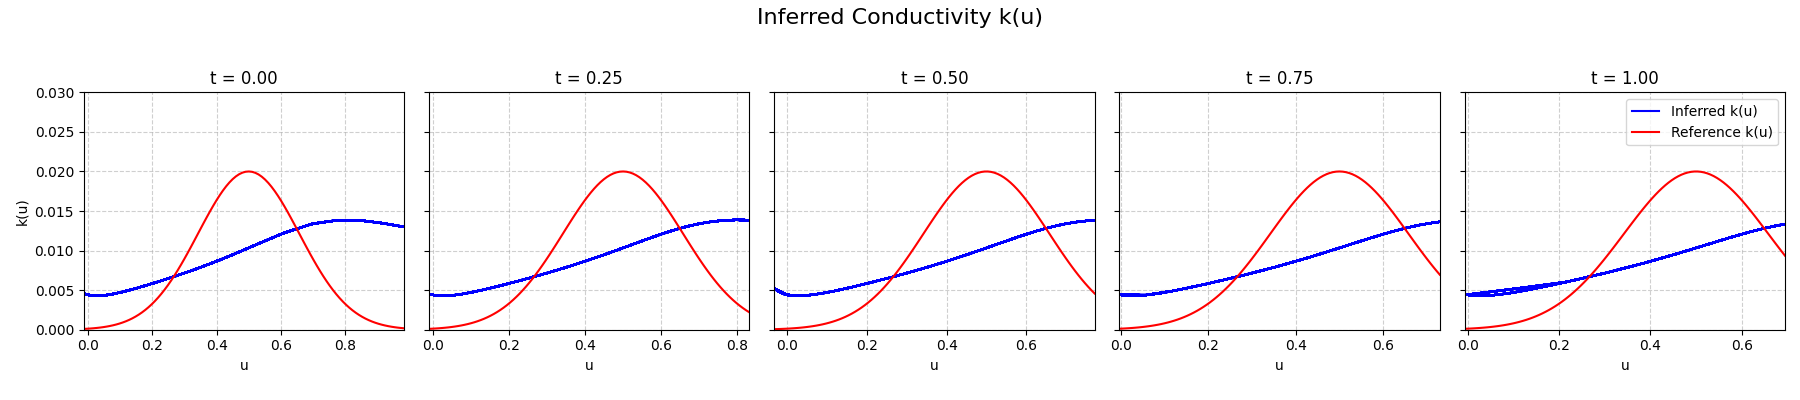 Inferred Conductivity k(u)
t = 0.00
t = 0.25
t = 0.50
t = 0.75
t = 1.00
k(u)
0.030
0.025
0.020
0.015
0.010
0.005
0.000
Inferred k(u)
Reference k(u)
0.0 0.2 0.4 0.6 0.8
0.0 0.2 0.4 0.6 0.8
0.0 0.2 0.4 0.6
0.0 0.2 0.4 0.6
0.0 0.2 0.4 0.6
u
u
u
u
u